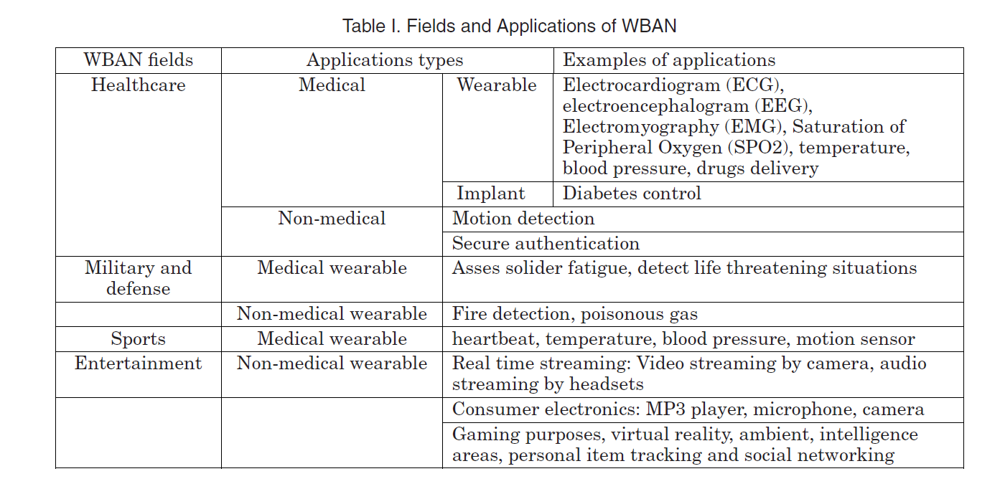 Table I. Fields and Applications of WBAN
WBAN fields Applications types Examples of applications
Healthcare Medical Wearable Electrocardiogram (ECG),
electroencephalogram (EEG),
Electromyography (EMG), Saturation of
Peripheral Oxygen (SPO2), temperature,
blood pressure, drugs delivery
Implant Diabetes control
Non-medical Motion detection
Secure authentication
Military and Medical wearable Asses solider fatigue, detect life threatening situations
defense
Non-medical wearable Fire detection, poisonous gas
Sports Medical wearable heartbeat, temperature, blood pressure, motion sensor
Entertainment Non-medical wearable Real time streaming: Video streaming by camera, audio
streaming by headsets
Consumer electronics: MP3 player, microphone, camera
Gaming purposes, virtual reality, ambient, intelligence
areas, personal item tracking and social networking